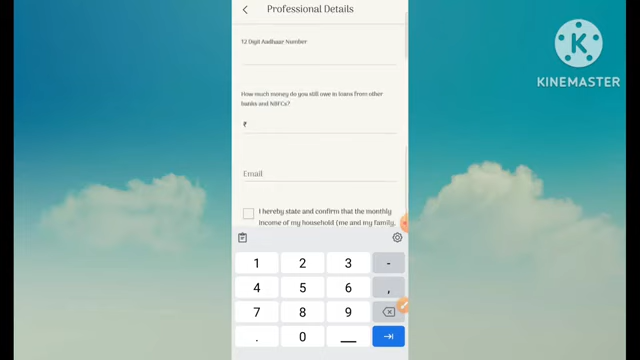 Professional Details
12 Digit Aadhaar Number
How much money do you still owe in loans from other
banks and NBFCs?
₹
Email
I hereby state and confirm that the monthly
income of my household (me and my family,
1 2 3 -
4 5 6 ,
7 8 9
. 0
K
KINEMASTER